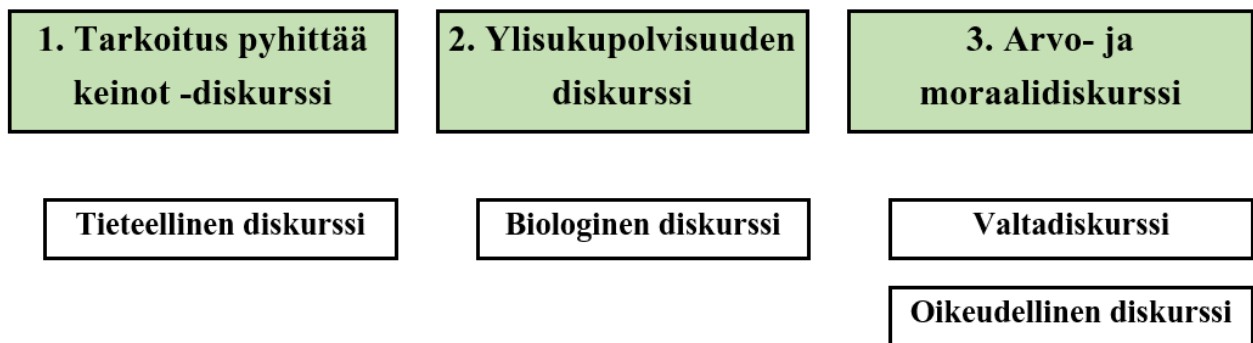 1. Tarkoitus pyhittää
keinot -diskurssi
2. Ylisukupolvisuuden
diskurssi
3. Arvo- ja
moraalidiskurssi
Tieteellinen diskurssi
Biologinen diskurssi
Valtadiskurssi
Oikeudellinen diskurssi